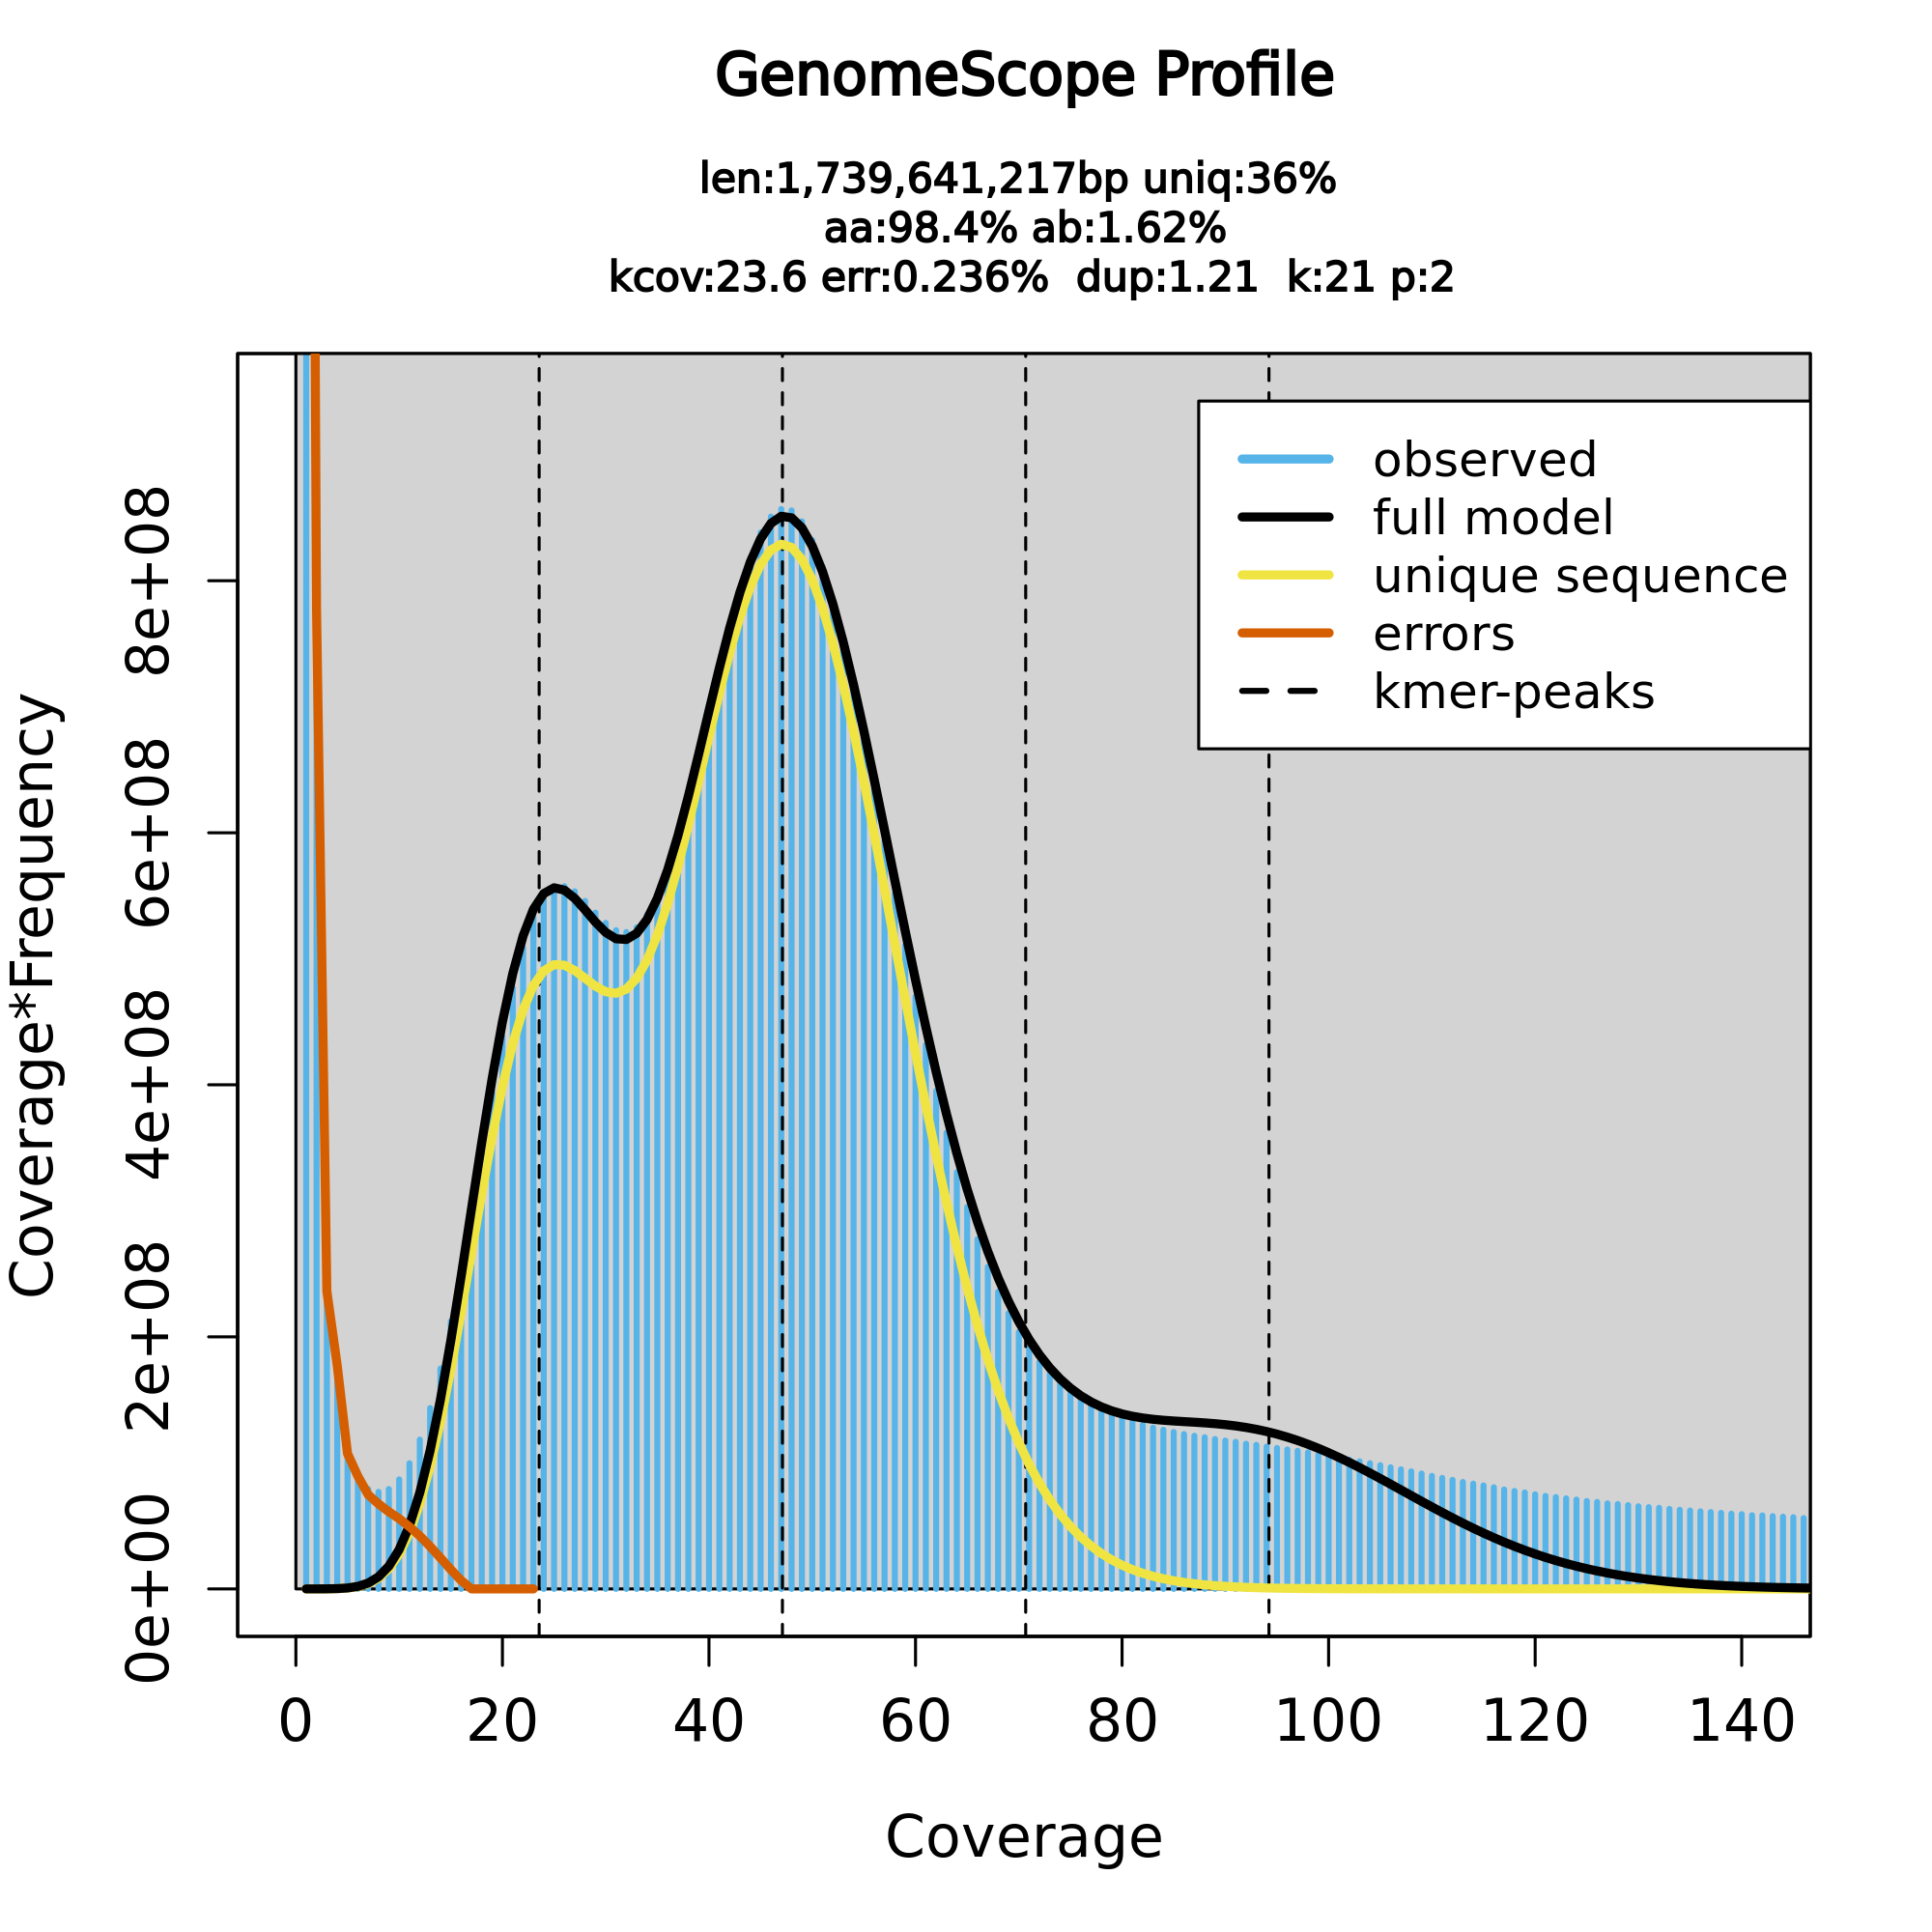 GenomeScope Profile
len:1,739,641,217bp uniq:36%
aa:98.4% ab:1.62%
kcov:23.6 err:0.236% dup:1.21 k:21 p:2
observed
full model
unique sequence
errors
kmer-peaks
Coverage*Frequency
0e+00 2e+08 4e+08 6e+08 8e+08
0 20 40 60 80 100 120 140
Coverage